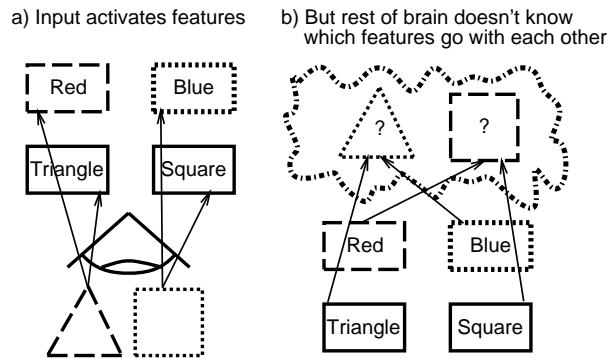 a) Input activates features
Red
Blue
Triangle
Square
b) But rest of brain doesn't know
which features go with each other
?
?
Red
Blue
Triangle
Square